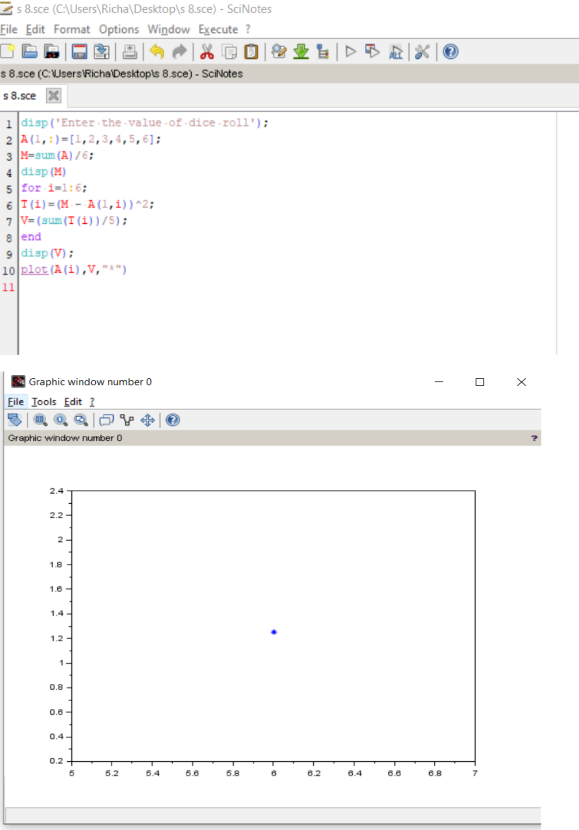 s 8.sce (C:\Users\Richa\Desktop\s 8.sce) - SciNotes
File Edit Format Options Window Execute ?
s 8.sce (C:\Users\Richa\Desktop\s 8.sce) - SciNotes
s 8.sce
1 disp('Enter the value of dice roll');
2 A(1,:)=[1,2,3,4,5,6];
3 M=sum(A)/6;
4 disp(M)
5 for i=1:6;
6 T(i)=(M - A(1,i))^2;
7 V=(sum(T(i))/5);
8 end
9 disp(V);
10 plot(A(i),V,"*")
11
Graphic window number 0
File Tools Edit ?
Graphic window number 0 ?
2.4
2.2
2
1.8
1.6
1.4
1.2
1
0.8
0.6
0.4
0.2
5 5.2 5.4 5.6 5.8 6 6.2 6.4 6.6 6.8 7